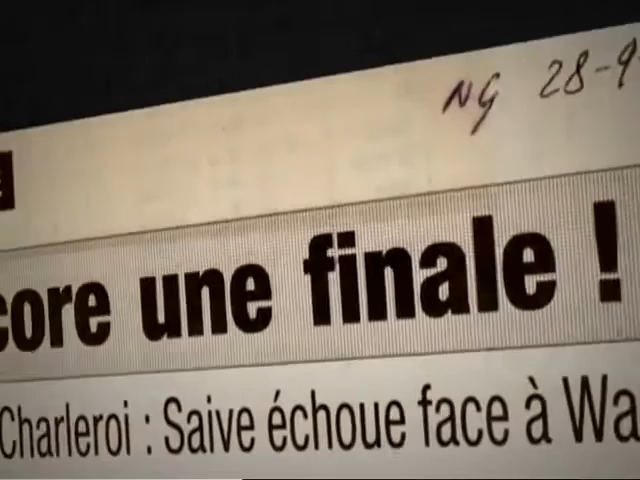 NG 28-9
core une finale !
Charleroi : Saive échoue face à Wa